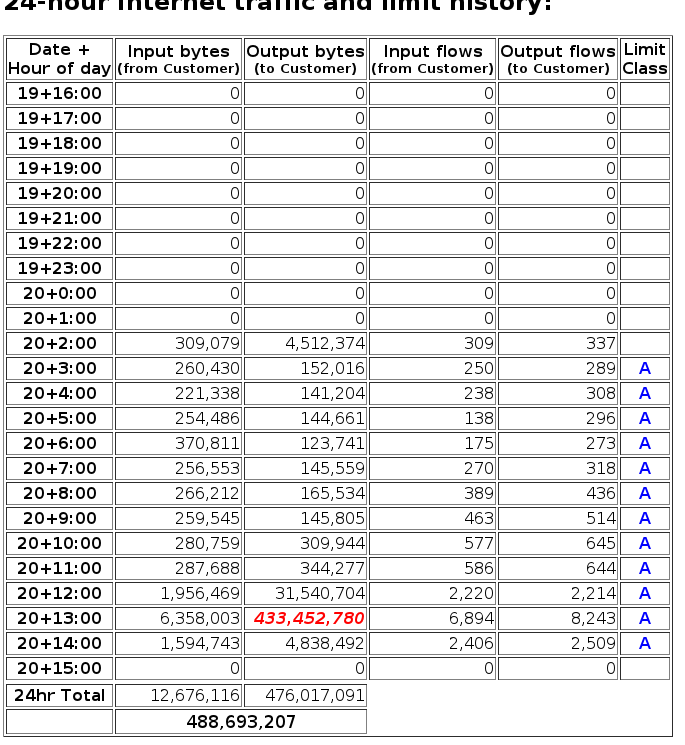 24-hour Internet traffic and limit history:
Date + Hour of day Input bytes (from Customer) Output bytes (to Customer) Input flows (from Customer) Output flows (to Customer) Limit Class
19+16:00 0 0 0 0
19+17:00 0 0 0 0
19+18:00 0 0 0 0
19+19:00 0 0 0 0
19+20:00 0 0 0 0
19+21:00 0 0 0 0
19+22:00 0 0 0 0
19+23:00 0 0 0 0
20+0:00 0 0 0 0
20+1:00 0 0 0 0
20+2:00 309,079 4,512,374 309 337
20+3:00 260,430 152,016 250 289 A
20+4:00 221,338 141,204 238 308 A
20+5:00 254,486 144,661 138 296 A
20+6:00 370,811 123,741 175 273 A
20+7:00 256,553 145,559 270 318 A
20+8:00 266,212 165,534 389 436 A
20+9:00 259,545 145,805 463 514 A
20+10:00 280,759 309,944 577 645 A
20+11:00 287,688 344,277 586 644 A
20+12:00 1,956,469 31,540,704 2,220 2,214 A
20+13:00 6,358,003 433,452,780 6,894 8,243 A
20+14:00 1,594,743 4,838,492 2,406 2,509 A
20+15:00 0 0 0 0
24hr Total 12,676,116 476,017,091
488,693,207